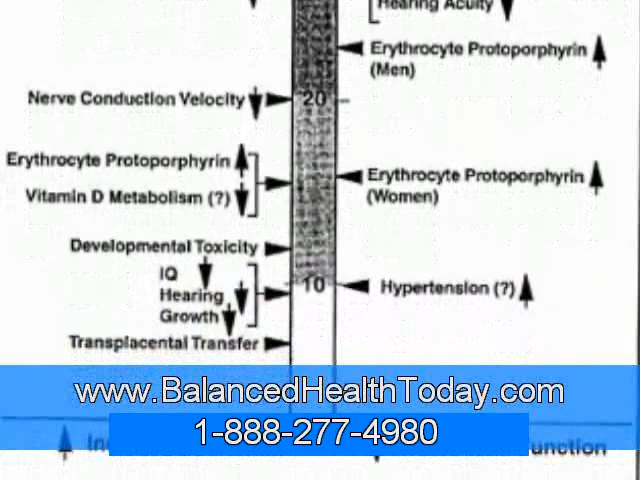 Hearing Acuity
Erythrocyte Protoporphyrin
(Men)
Nerve Conduction Velocity
20
Erythrocyte Protoporphyrin
Vitamin D Metabolism (?)
Erythrocyte Protoporphyrin
(Women)
Developmental Toxicity
IQ
Hearing
Growth
10
Hypertension (?)
Transplacental Transfer
www.BalancedHealthToday.com
1-888-277-4980
unction